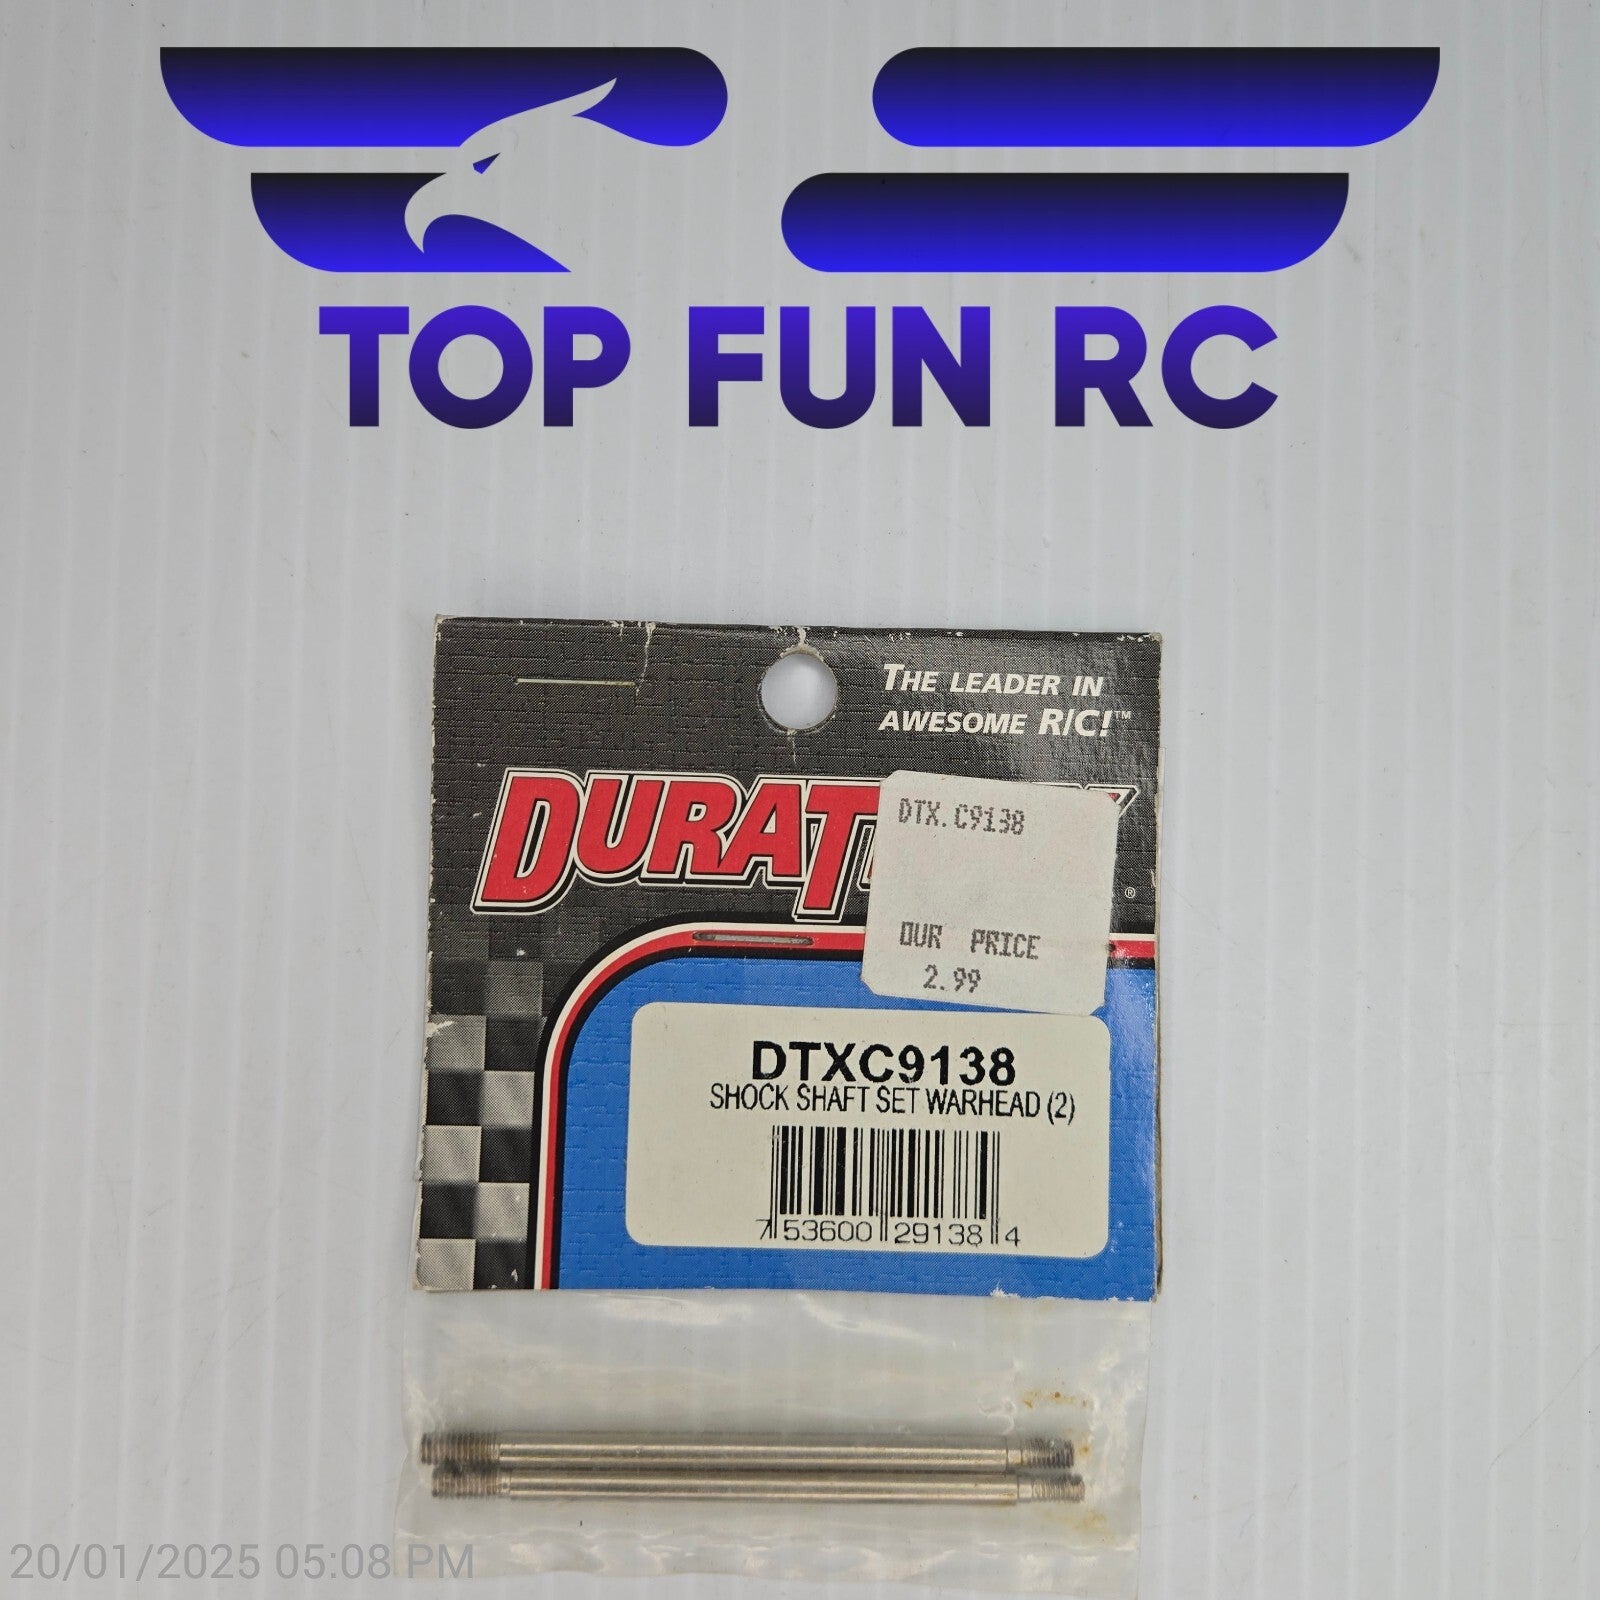 TOP FUN RC
THE LEADER IN
AWESOME R/C!™
DURAT
®
DTX.C9138
OUR PRICE
2.99
DTXC9138
SHOCK SHAFT SET WARHEAD (2)
7 53600 29138 4
20/01/2025 05:08 PM